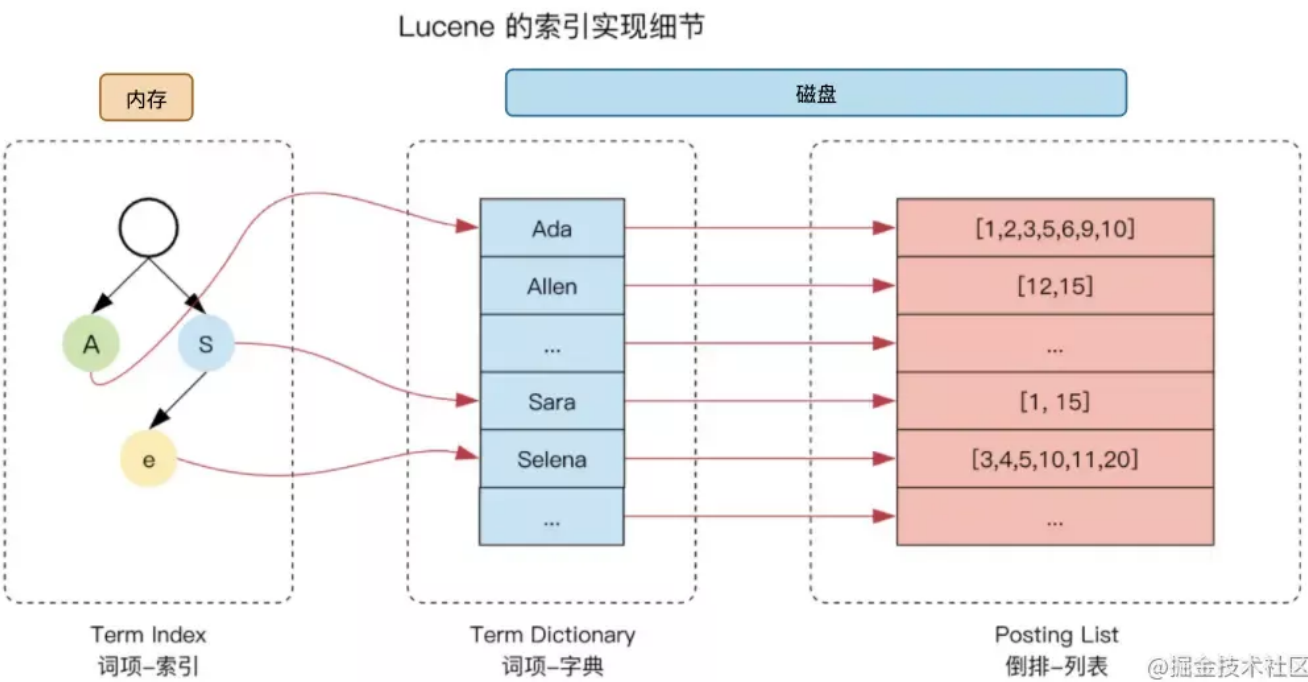 Lucene 的索引实现细节
内存
磁盘
A
S
e
Ada
Allen
...
Sara
Selena
...
[1,2,3,5,6,9,10]
[12,15]
...
[1, 15]
[3,4,5,10,11,20]
...
Term Index
词项-索引
Term Dictionary
词项-字典
Posting List
倒排-列表
@掘金技术社区